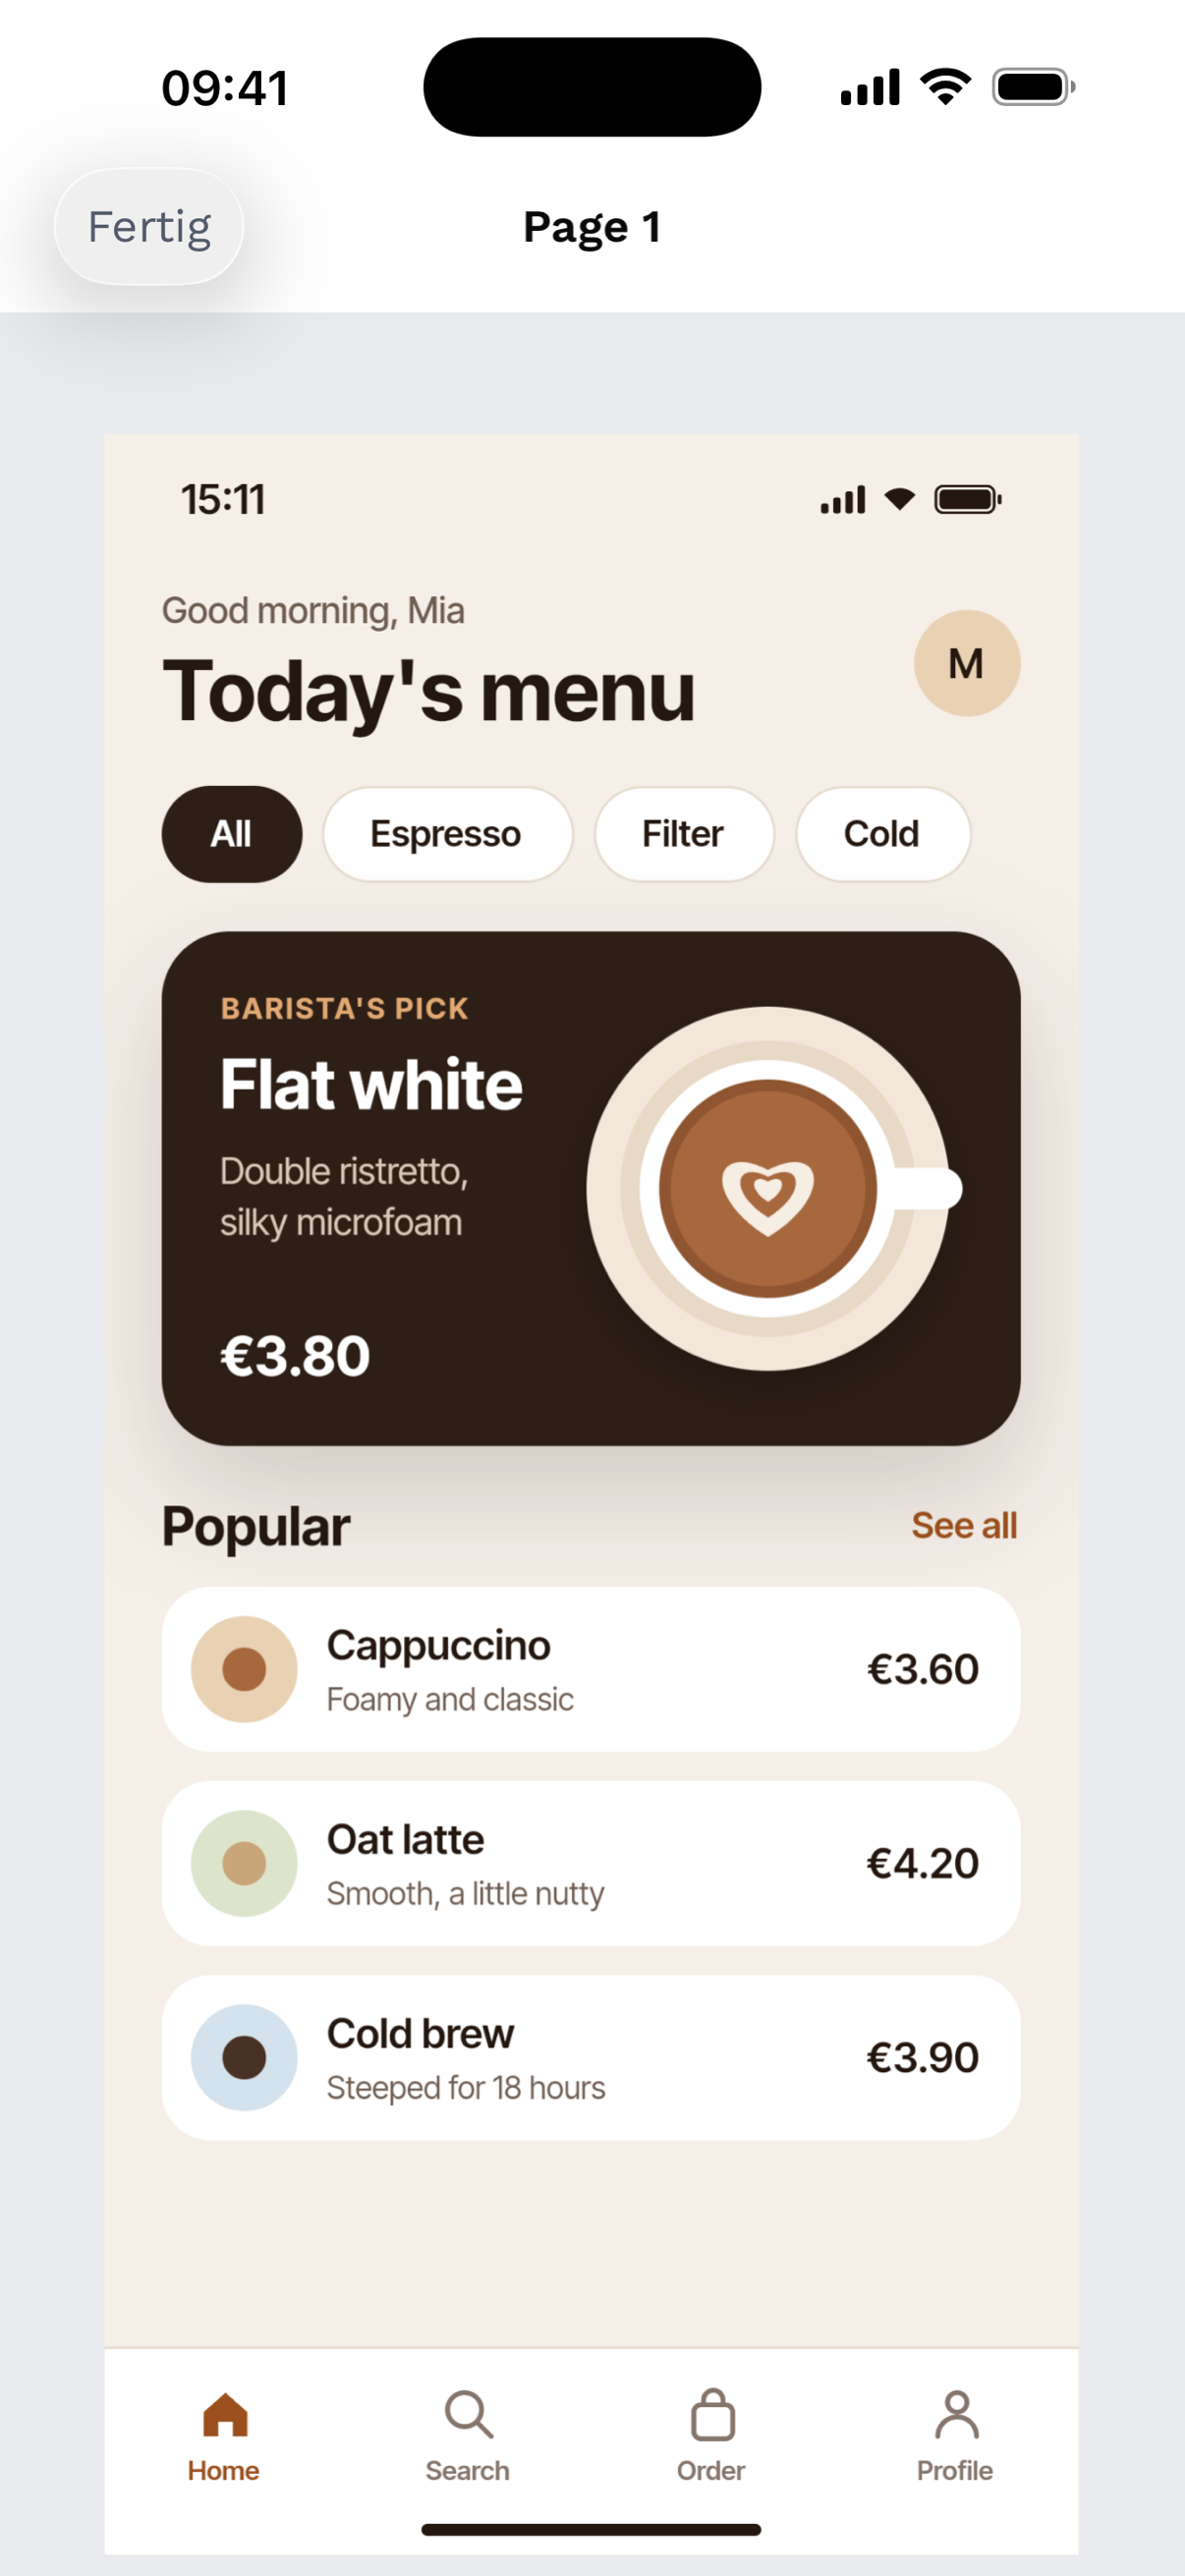 09:41
Fertig
Page 1
15:11
Good morning, Mia
Today's menu
M
All
Espresso
Filter
Cold
BARISTA'S PICK
Flat white
Double ristretto,
silky microfoam
€3.80
Popular
See all
Cappuccino
Foamy and classic
€3.60
Oat latte
Smooth, a little nutty
€4.20
Cold brew
Steeped for 18 hours
€3.90
Home
Search
Order
Profile